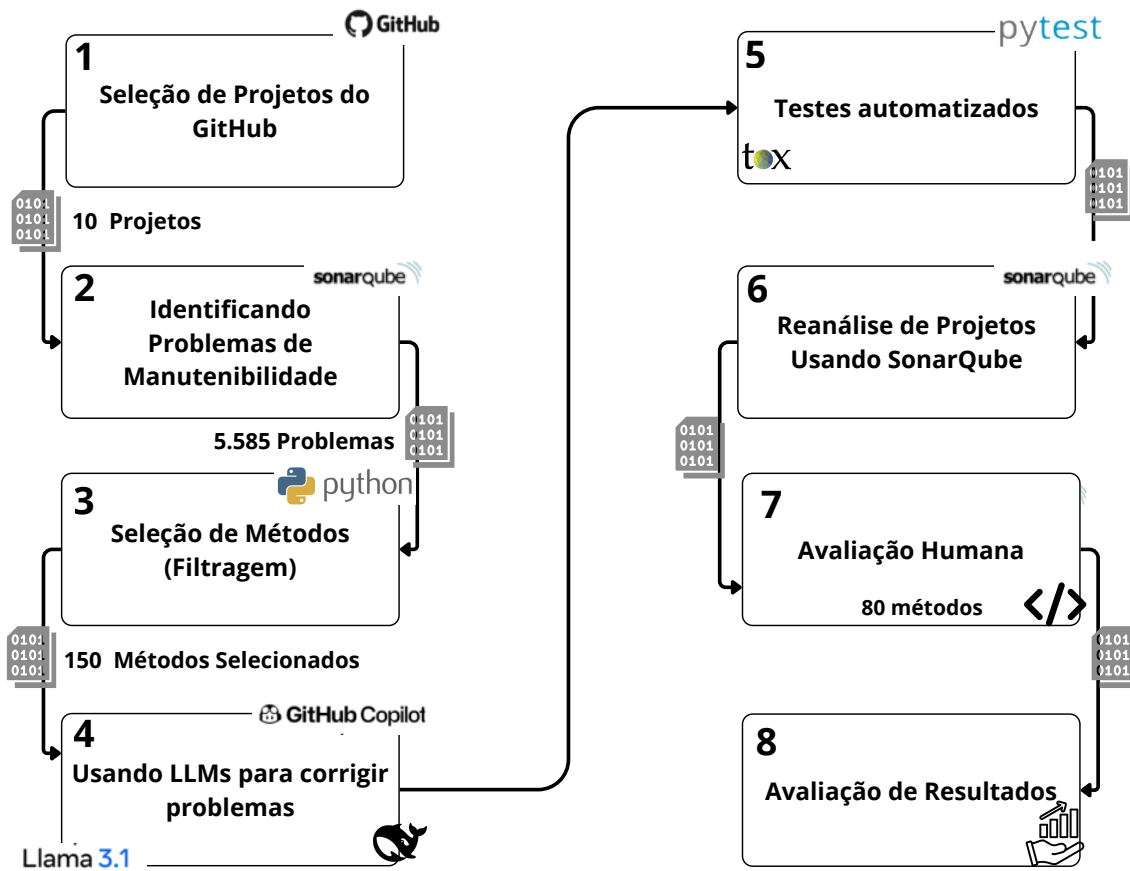 GitHub
1
Seleção de Projetos do
GitHub
0101
0101
0101
10 Projetos
sonarqube
2
Identificando
Problemas de
Manutenibilidade
0101
0101
0101
5.585 Problemas
python
3
Seleção de Métodos
(Filtragem)
0101
0101
0101
150 Métodos Selecionados
GitHub Copilot
4
Usando LLMs para corrigir
problemas
Llama 3.1
pytest
5
Testes automatizados
tox
0101
0101
0101
sonarqube
6
Reanálise de Projetos
Usando SonarQube
0101
0101
0101
7
Avaliação Humana
80 métodos
</>
0101
0101
0101
8
Avaliação de Resultados